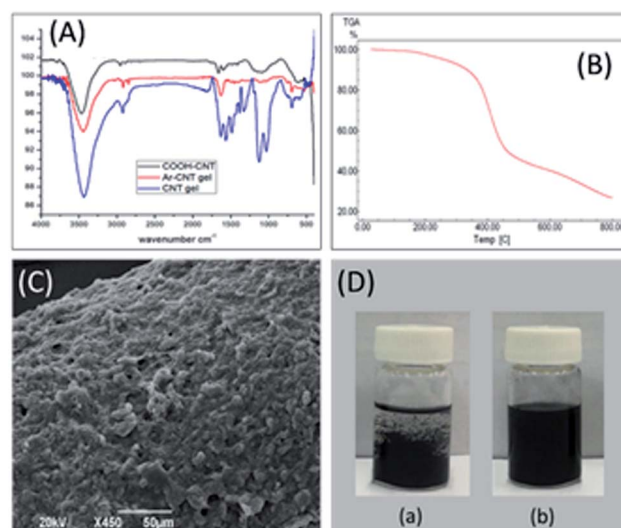 (A)
104
102
100
98
96
94
92
90
88
86
COOH-CNT
Ar-CNT gel
CNT gel
4000 3500 3000 2500 2000 1500 1000 500
wavenumber cm⁻¹
TGA
%
(B)
100.00
80.00
60.00
40.00
20.00
0.00 200.00 400.00 600.00 800.00
Temp [C]
(C)
20kV X450 50µm
(D)
(a) (b)